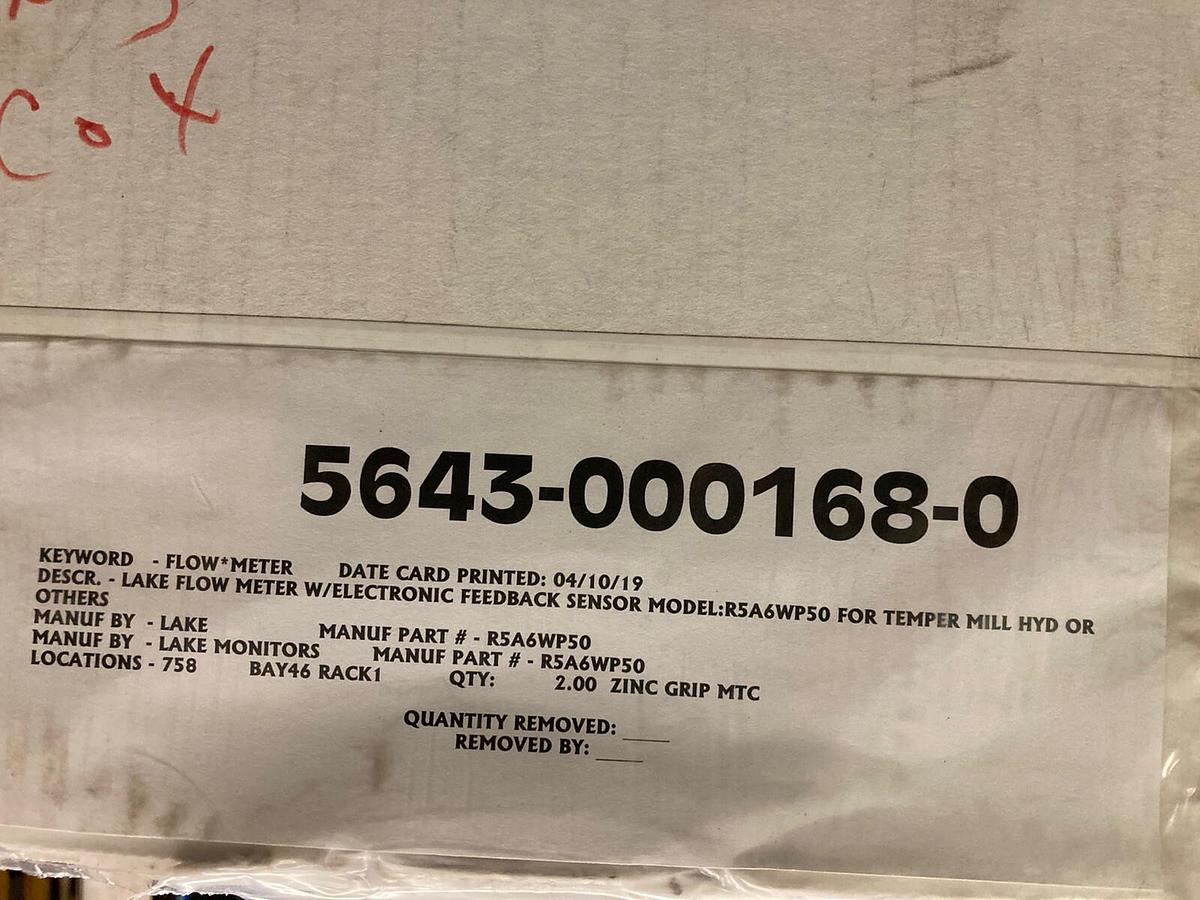 Co4
5643-000168-0
KEYWORD - FLOW*METER DATE CARD PRINTED: 04/10/19
DESCR. - LAKE FLOW METER W/ELECTRONIC FEEDBACK SENSOR MODEL:R5A6WP50 FOR TEMPER MILL HYD OR
OTHERS
MANUF BY - LAKE MANUF PART # - R5A6WP50
MANUF BY - LAKE MONITORS MANUF PART # - R5A6WP50
LOCATIONS - 758 BAY46 RACK1 QTY: 2.00 ZINC GRIP MTC
QUANTITY REMOVED: ____
REMOVED BY: ____